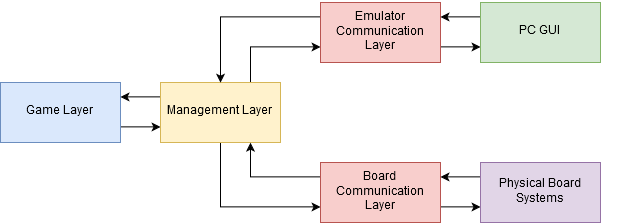 Emulator
Communication
Layer
PC GUI
Game Layer
Management Layer
Board
Communication
Layer
Physical Board
Systems